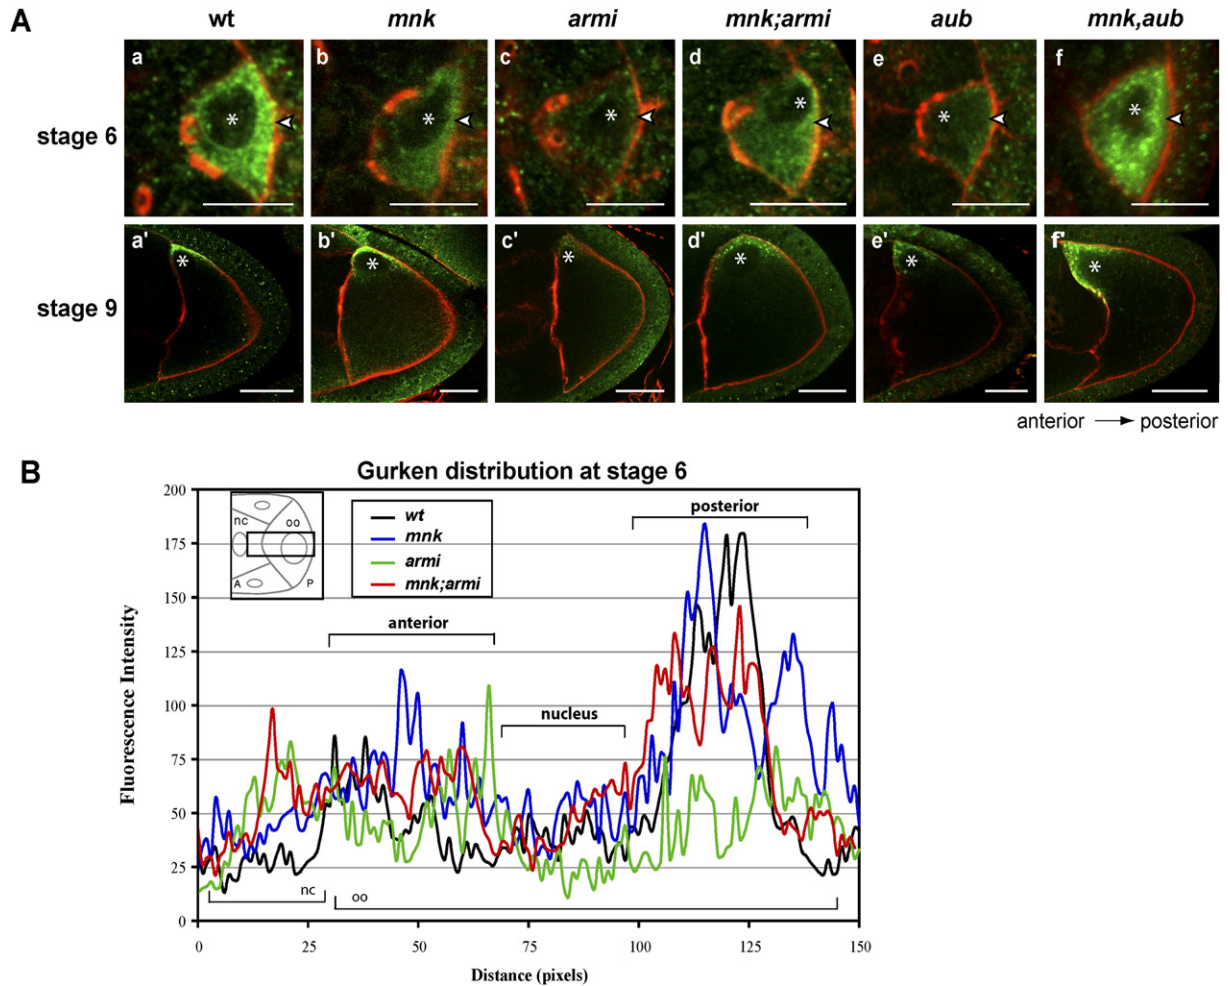 A
wt mnk armi mnk;armi aub mnk,aub
stage 6
a b c d e f
* * * * * *
stage 9
a' b' c' d' e' f'
* * * * * *
anterior → posterior
B
Gurken distribution at stage 6
Fluorescence Intensity
200
175
150
125
100
75
50
25
0
nc oo
A P
wt
mnk
armi
mnk;armi
anterior
nucleus
posterior
nc oo
0 25 50 75 100 125 150
Distance (pixels)